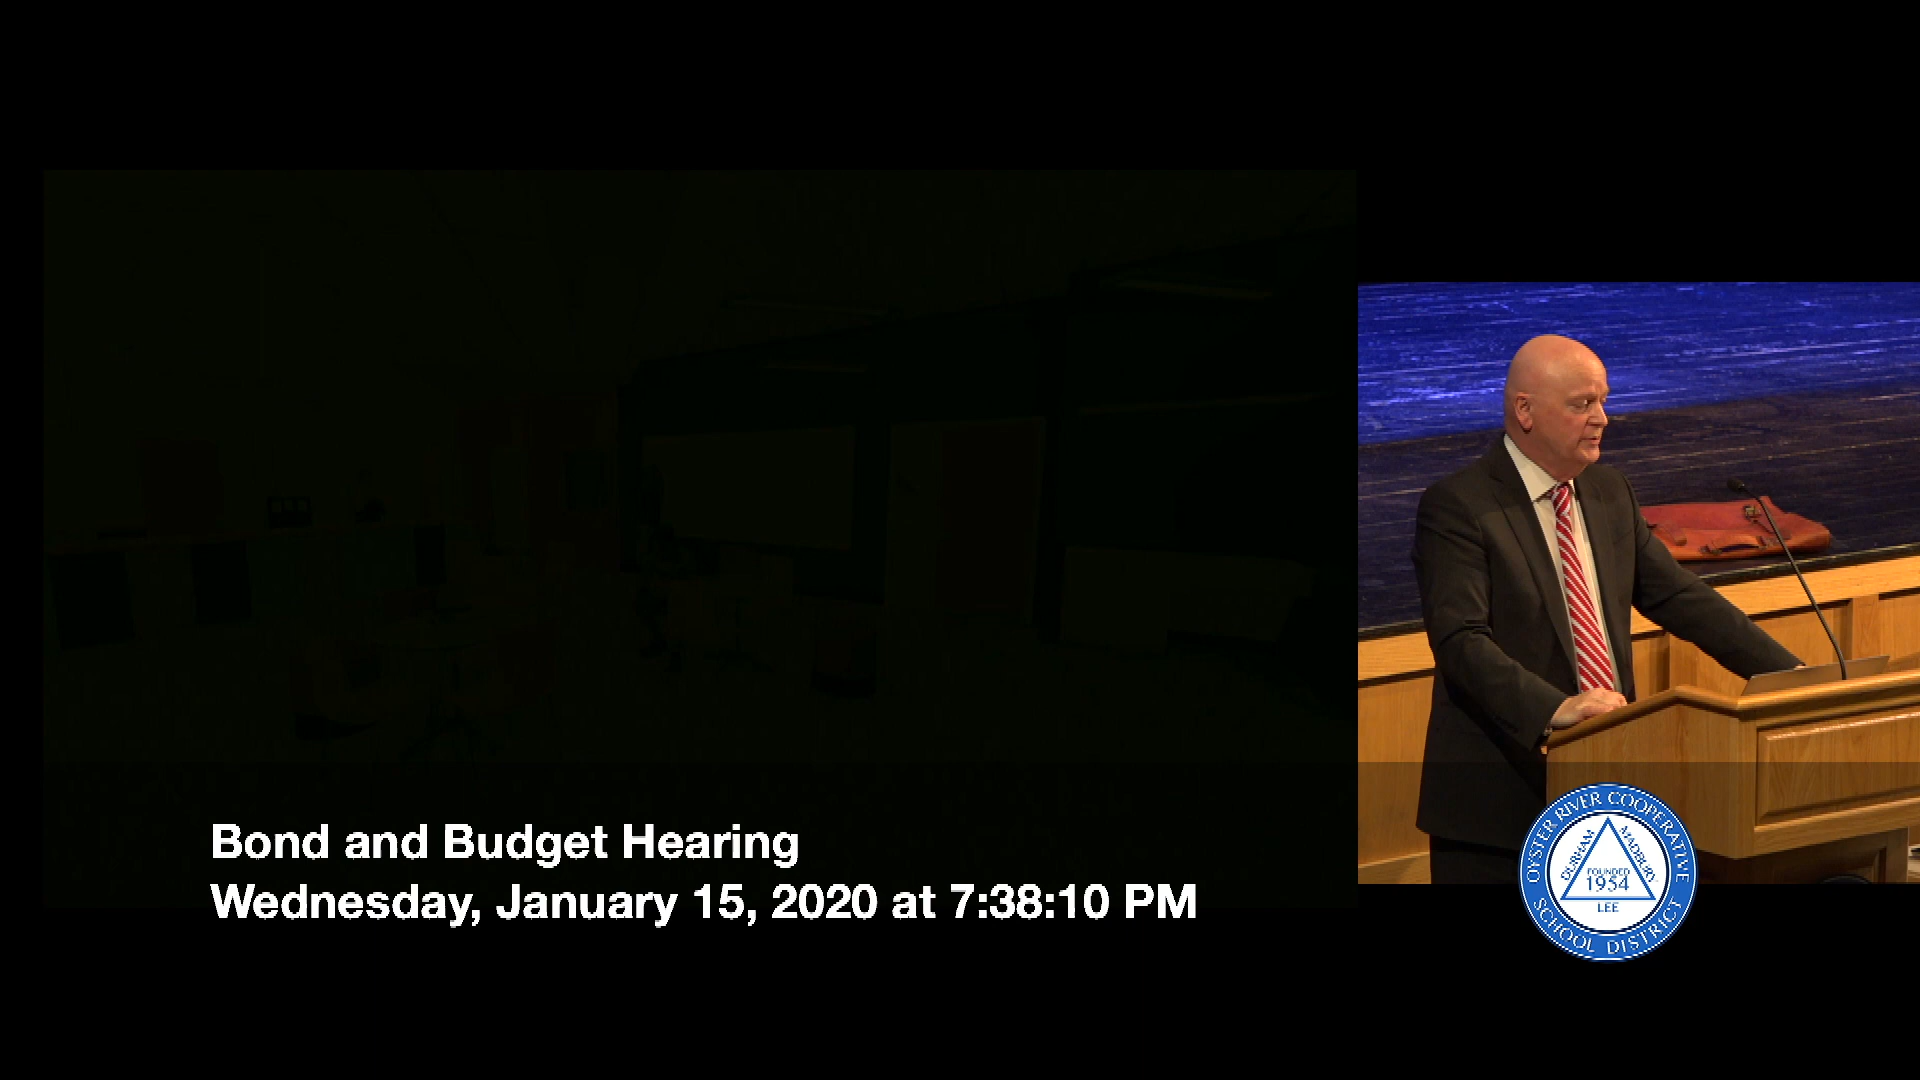 Bond and Budget Hearing
Wednesday, January 15, 2020 at 7:38:10 PM
OYSTER RIVER COOPERATIVE
DURHAM
MADBURY
FOUNDED
1954
LEE
SCHOOL DISTRICT